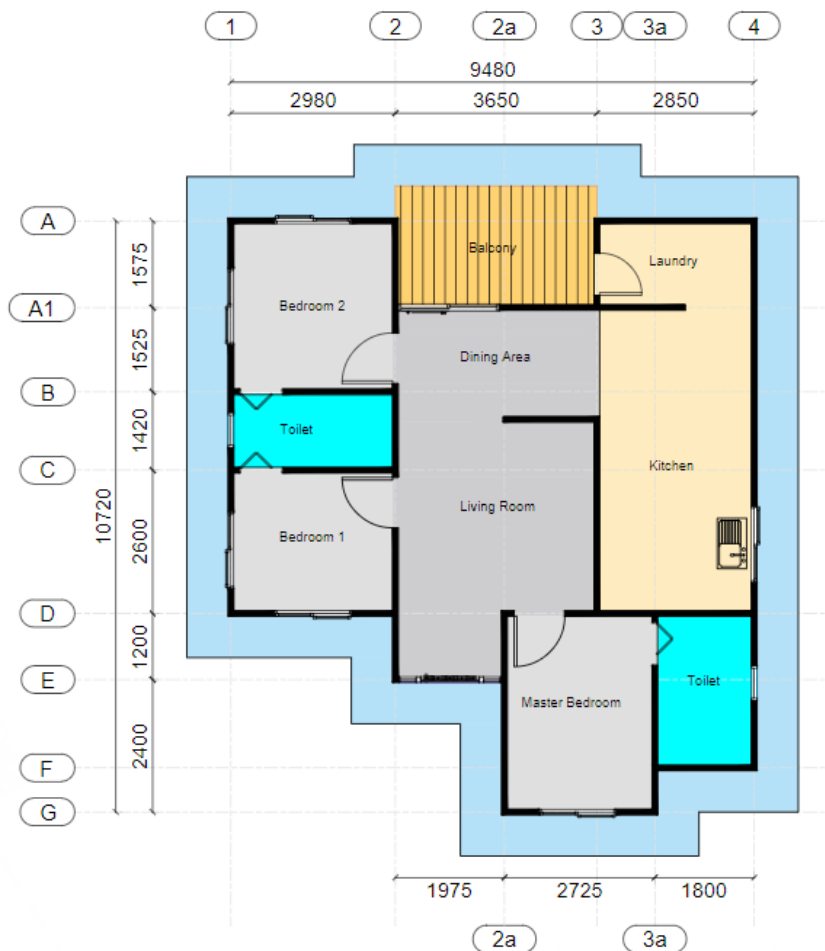 1 2 2a 3 3a 4
9480
2980 3650 2850
A
1575
Balcony
Laundry
A1
Bedroom 2
1525
Dining Area
B
1420
Toilet
C
Kitchen
10720
2600
Living Room
Bedroom 1
D
1200
E
Toilet
Master Bedroom
2400
F
G
1975 2725 1800
2a 3a